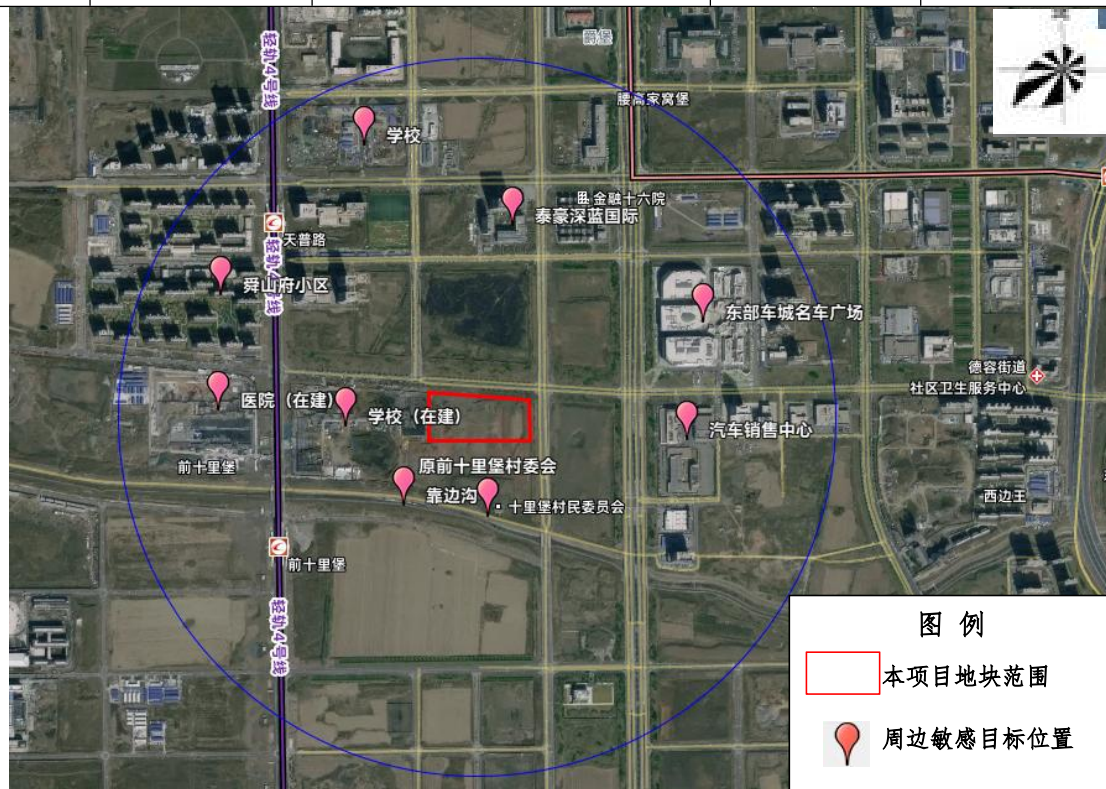 轻轨4号线
爵堡
腰高家窝堡
学校
金融十六院
泰豪深蓝国际
天普路
轻轨4号线
舜山府小区
东部车城名车广场
德容街道
社区卫生服务中心
医院（在建）
学校（在建）
汽车销售中心
前十里堡
原前十里堡村委会
靠边沟
十里堡村民委员会
西边王
前十里堡
轻轨4号线
图 例
本项目地块范围
周边敏感目标位置